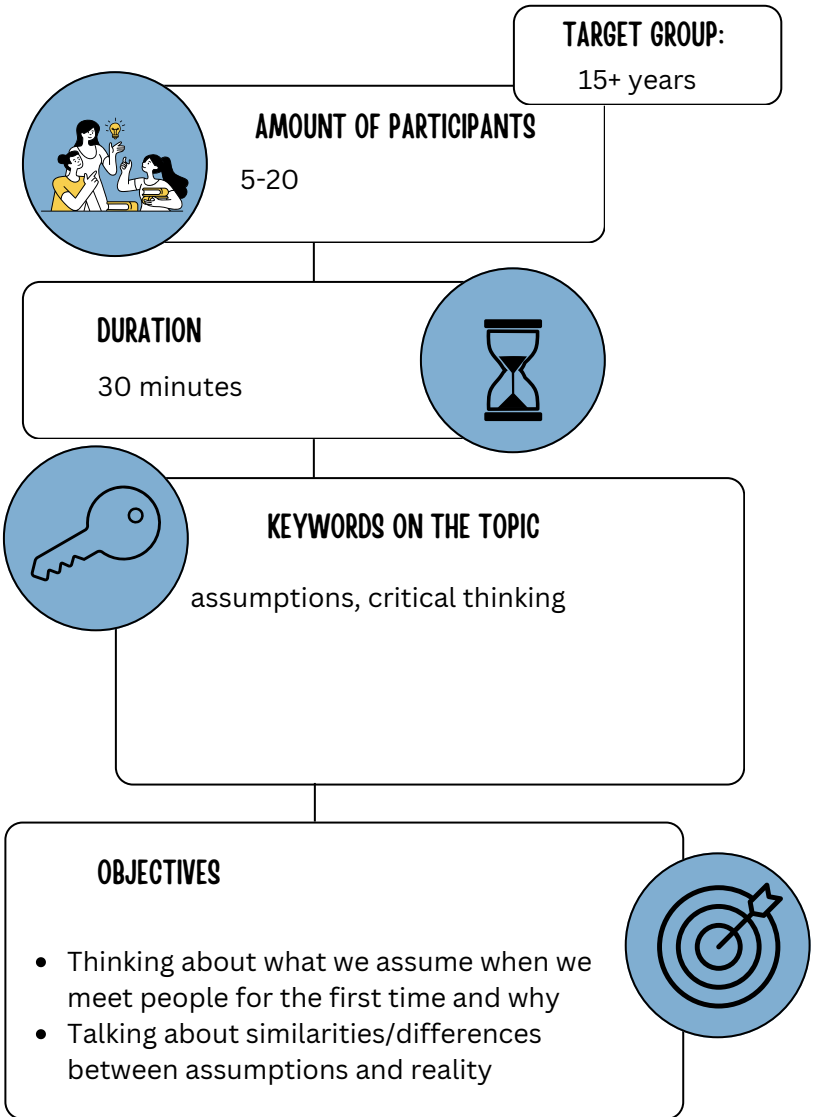 TARGET GROUP:
15+ years
AMOUNT OF PARTICIPANTS
5-20
DURATION
30 minutes
KEYWORDS ON THE TOPIC
assumptions, critical thinking
OBJECTIVES
• Thinking about what we assume when we
meet people for the first time and why
• Talking about similarities/differences
between assumptions and reality